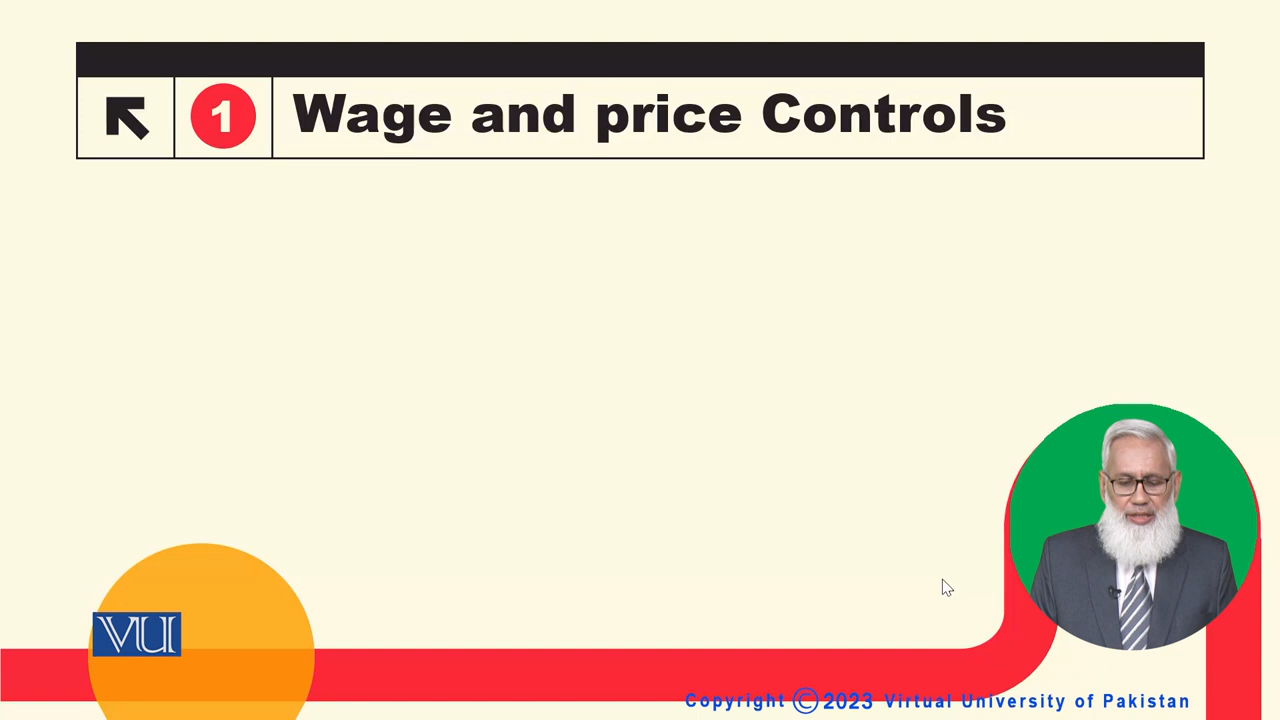 1 Wage and price Controls
VU
Copyright © 2023 Virtual University of Pakistan